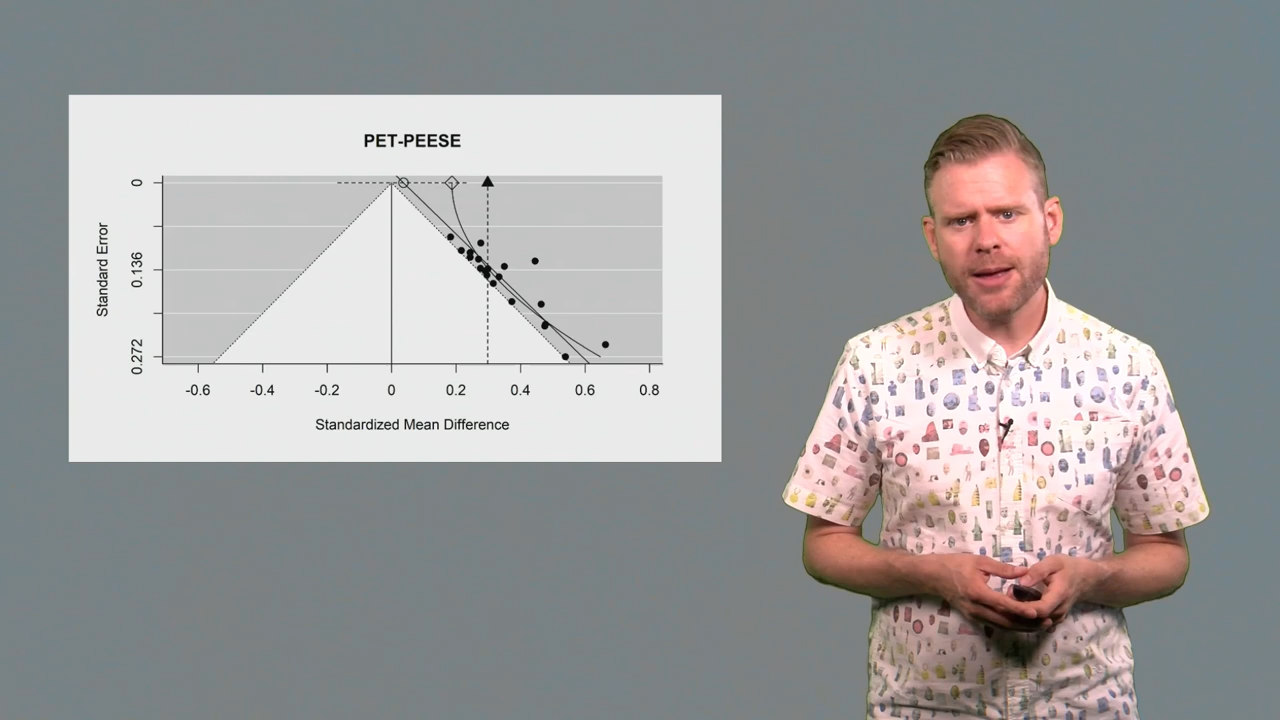 PET-PEESE
0
0.136
0.272
Standard Error
-0.6 -0.4 -0.2 0 0.2 0.4 0.6 0.8
Standardized Mean Difference